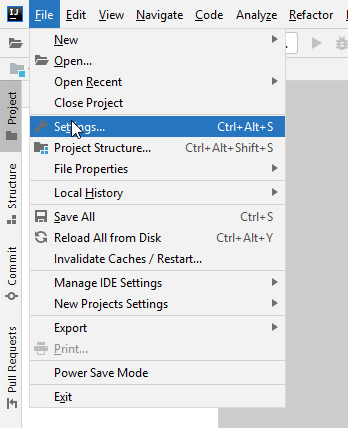 IJ File Edit View Navigate Code Analyze Refactor
New
Open...
Open Recent
Close Project
Settings... Ctrl+Alt+S
Project Structure... Ctrl+Alt+Shift+S
File Properties
Local History
Save All Ctrl+S
Reload All from Disk Ctrl+Alt+Y
Invalidate Caches / Restart...
Manage IDE Settings
New Projects Settings
Export
Print...
Power Save Mode
Exit
Project
Structure
Commit
Pull Requests